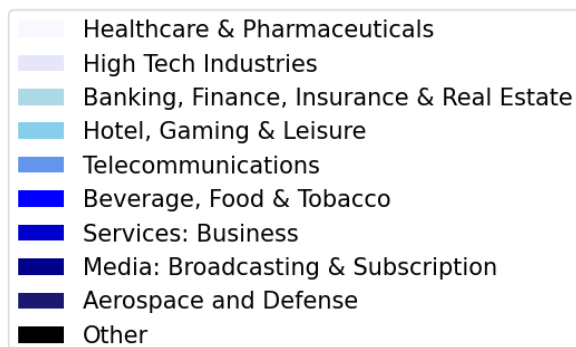 Healthcare & Pharmaceuticals
High Tech Industries
Banking, Finance, Insurance & Real Estate
Hotel, Gaming & Leisure
Telecommunications
Beverage, Food & Tobacco
Services: Business
Media: Broadcasting & Subscription
Aerospace and Defense
Other